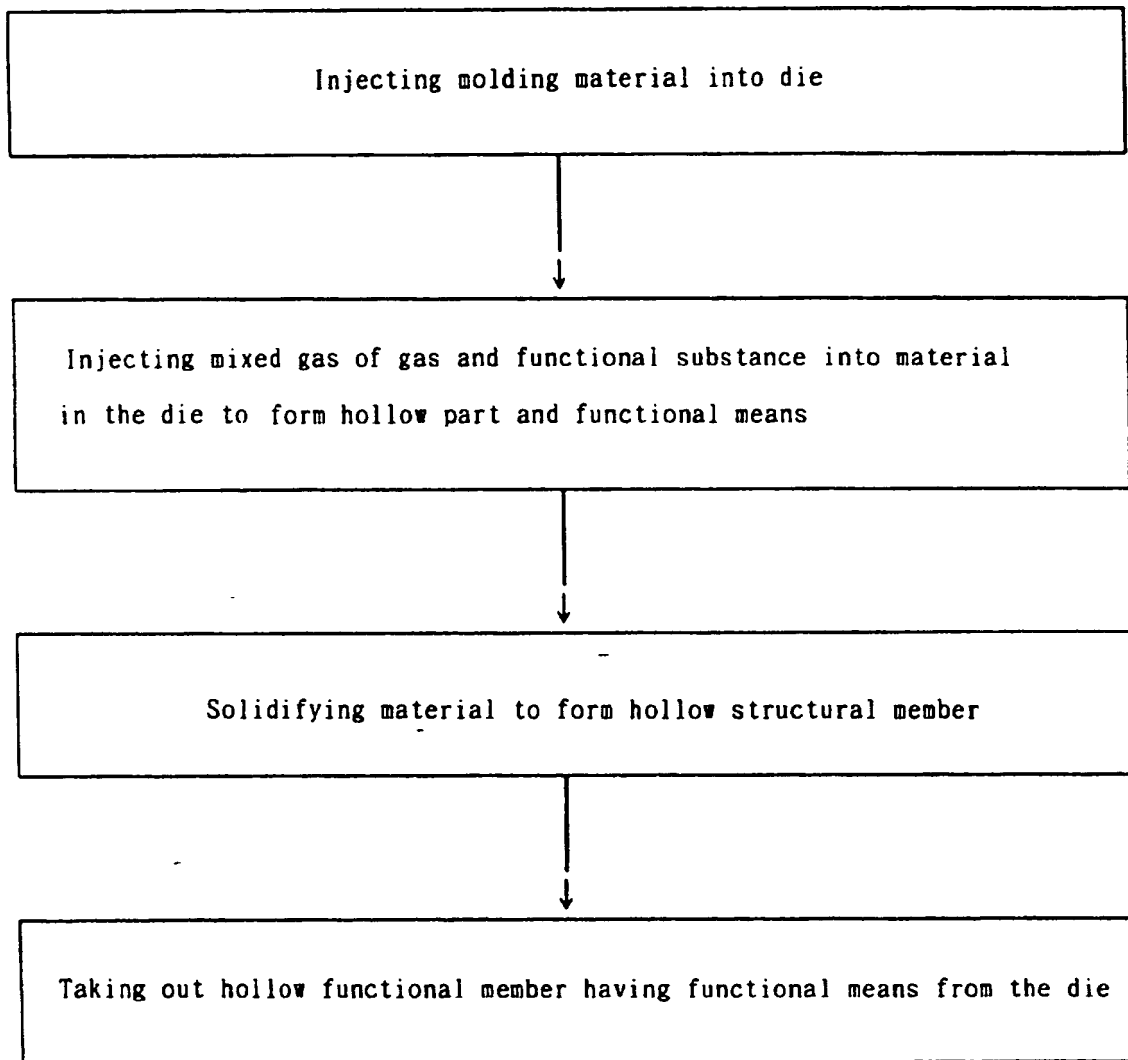 Injecting molding material into die
Injecting mixed gas of gas and functional substance into material
in the die to form hollow part and functional means
Solidifying material to form hollow structural member
Taking out hollow functional member having functional means from the die